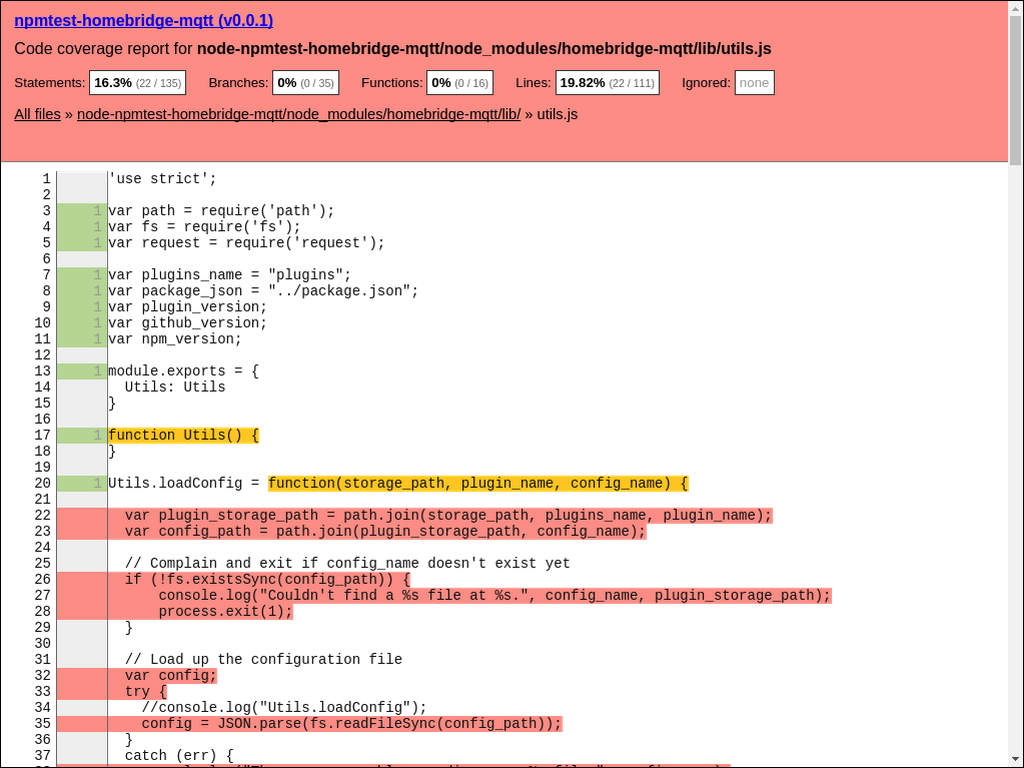 npmtest-homebridge-mqtt (v0.0.1)
Code coverage report for node-npmtest-homebridge-mqtt/node_modules/homebridge-mqtt/lib/utils.js
Statements: 16.3% (22 / 135) Branches: 0% (0 / 35) Functions: 0% (0 / 16) Lines: 19.82% (22 / 111) Ignored: none
All files » node-npmtest-homebridge-mqtt/node_modules/homebridge-mqtt/lib/ » utils.js
1 'use strict';
2
3 1 var path = require('path');
4 1 var fs = require('fs');
5 1 var request = require('request');
6
7 1 var plugins_name = "plugins";
8 1 var package_json = "../package.json";
9 1 var plugin_version;
10 1 var github_version;
11 1 var npm_version;
12
13 1 module.exports = {
14 Utils: Utils
15 }
16
17 1 function Utils() {
18 }
19
20 1 Utils.loadConfig = function(storage_path, plugin_name, config_name) {
21
22 var plugin_storage_path = path.join(storage_path, plugins_name, plugin_name);
23 var config_path = path.join(plugin_storage_path, config_name);
24
25 // Complain and exit if config_name doesn't exist yet
26 if (!fs.existsSync(config_path)) {
27 console.log("Couldn't find a %s file at %s.", config_name, plugin_storage_path);
28 process.exit(1);
29 }
30
31 // Load up the configuration file
32 var config;
33 try {
34 //console.log("Utils.loadConfig");
35 config = JSON.parse(fs.readFileSync(config_path));
36 }
37 catch (err) {